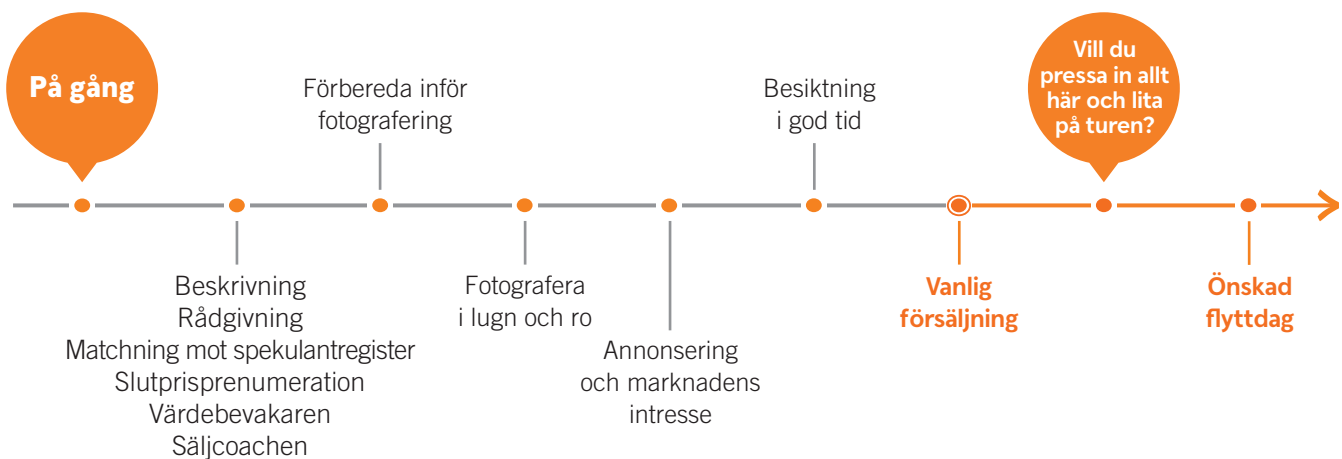 På gång
Beskrivning
Rådgivning
Matchning mot spekulantregister
Slutprisprenumeration
Värdebevakaren
Säljcoachen
Förbereda inför
fotografering
Fotografera
i lugn och ro
Annonsering
och marknadens
intresse
Besiktning
i god tid
Vanlig
försäljning
Vill du
pressa in allt
här och lita
på turen?
Önskad
flyttdag